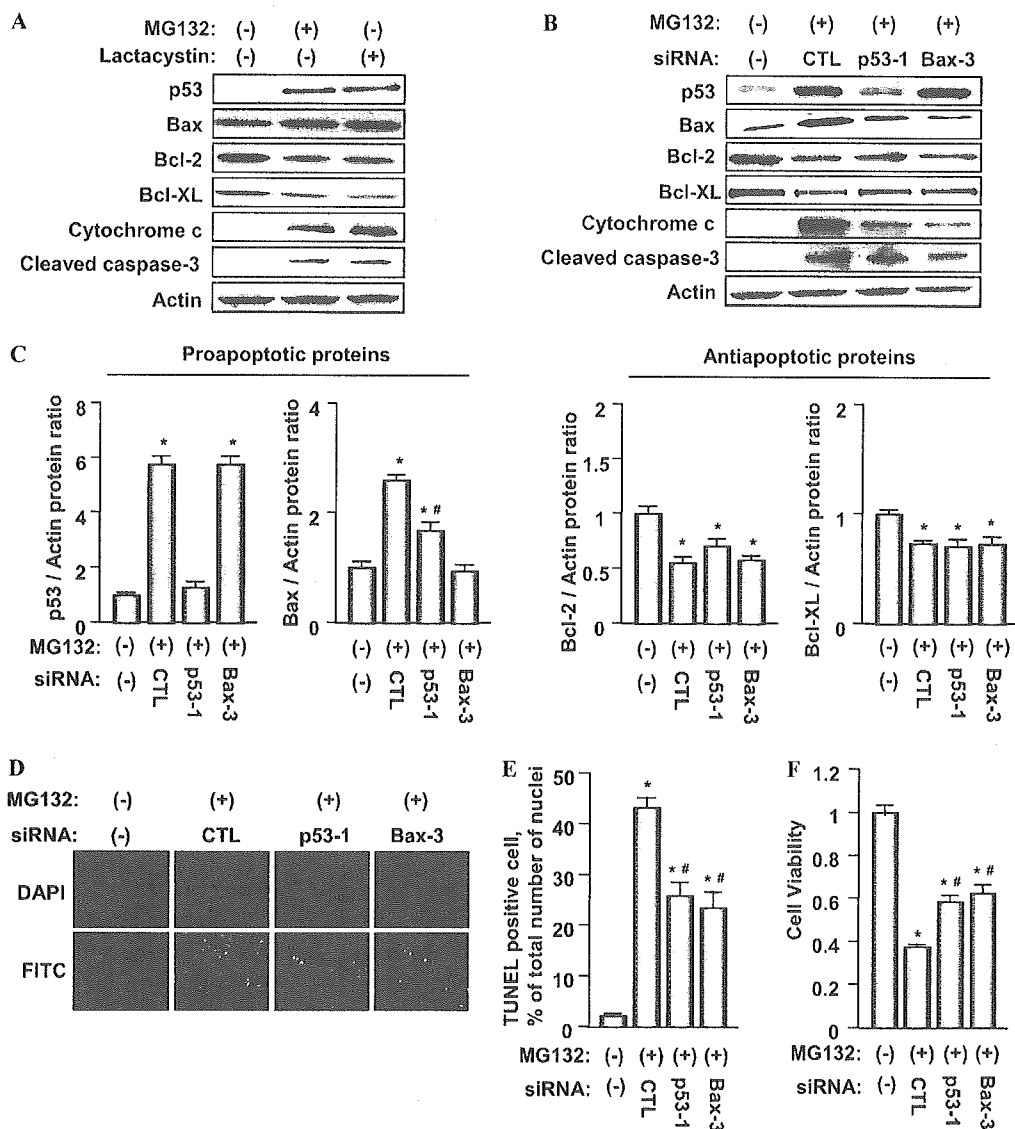 A
MG132: (-) (+) (-)
Lactacystin: (-) (-) (+)
p53
Bax
Bcl-2
Bcl-XL
Cytochrome c
Cleaved caspase-3
Actin
B
MG132: (-) (+) (+) (+)
siRNA: (-) CTL p53-1 Bax-3
p53
Bax
Bcl-2
Bcl-XL
Cytochrome c
Cleaved caspase-3
Actin
C
Proapoptotic proteins
p53 / Actin protein ratio
8
6
4
2
0
* *
MG132: (-) (+) (+) (+)
siRNA: (-) CTL p53-1 Bax-3
Bax / Actin protein ratio
4
2
0
* * #
(-) (+) (+) (+)
(-) CTL p53-1 Bax-3
Antiapoptotic proteins
Bcl-2 / Actin protein ratio
2
1.5
1
0.5
0
* * *
(-) (+) (+) (+)
(-) CTL p53-1 Bax-3
Bcl-XL / Actin protein ratio
2
1.5
1
0.5
0
* * *
(-) (+) (+) (+)
(-) CTL p53-1 Bax-3
D
MG132: (-) (+) (+) (+)
siRNA: (-) CTL p53-1 Bax-3
DAPI
FITC
E
TUNEL positive cell,
% of total number of nuclei
50
40
30
20
10
0
* * # * #
MG132: (-) (+) (+) (+)
siRNA: (-) CTL p53-1 Bax-3
F
Cell Viability
1.2
1
0.8
0.6
0.4
0.2
0
* * # * #
MG132: (-) (+) (+) (+)
siRNA: (-) CTL p53-1 Bax-3